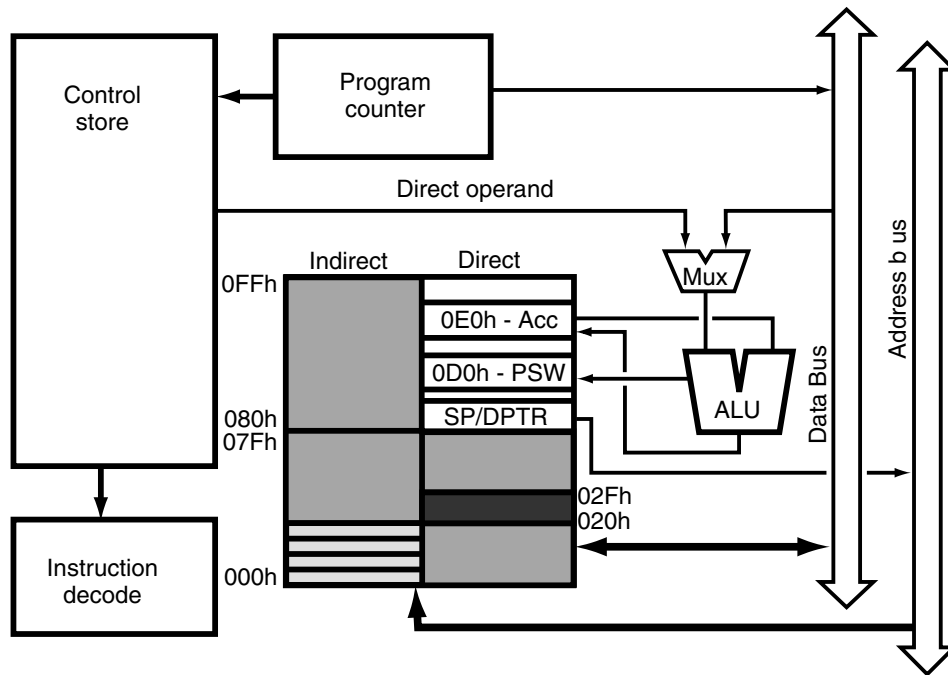 Control
store
Program
counter
Direct operand
Indirect
Direct
Mux
0FFh
0E0h - Acc
0D0h - PSW
ALU
080h
SP/DPTR
07Fh
02Fh
020h
000h
Instruction
decode
Data Bus
Address b us